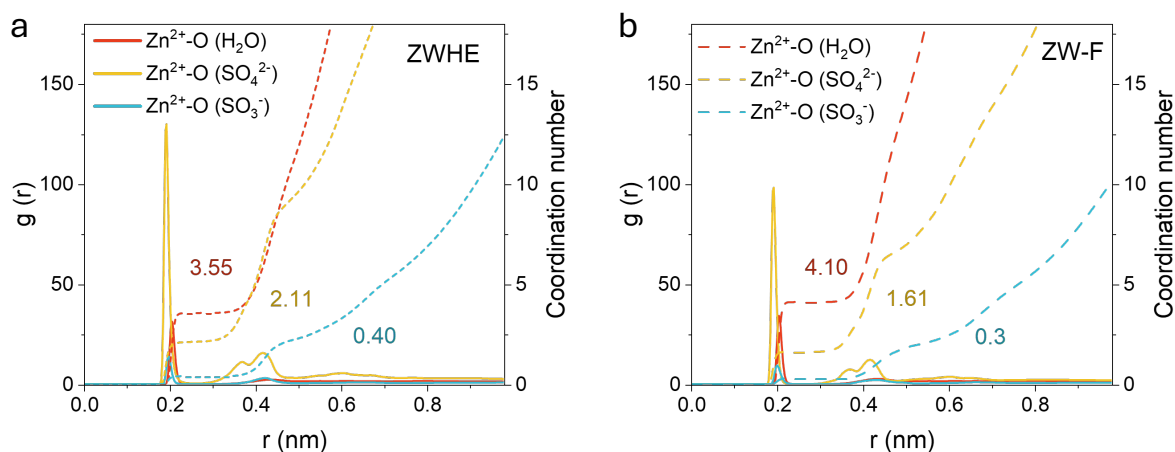 a
Zn²⁺-O (H₂O)
Zn²⁺-O (SO₄²⁻)
Zn²⁺-O (SO₃⁻)
ZWHE
150
100
50
0
g (r)
15
10
5
0
Coordination number
3.55
2.11
0.40
0.0 0.2 0.4 0.6 0.8
r (nm)
b
Zn²⁺-O (H₂O)
Zn²⁺-O (SO₄²⁻)
Zn²⁺-O (SO₃⁻)
ZW-F
150
100
50
0
g (r)
15
10
5
0
Coordination number
4.10
1.61
0.3
0.0 0.2 0.4 0.6 0.8
r (nm)